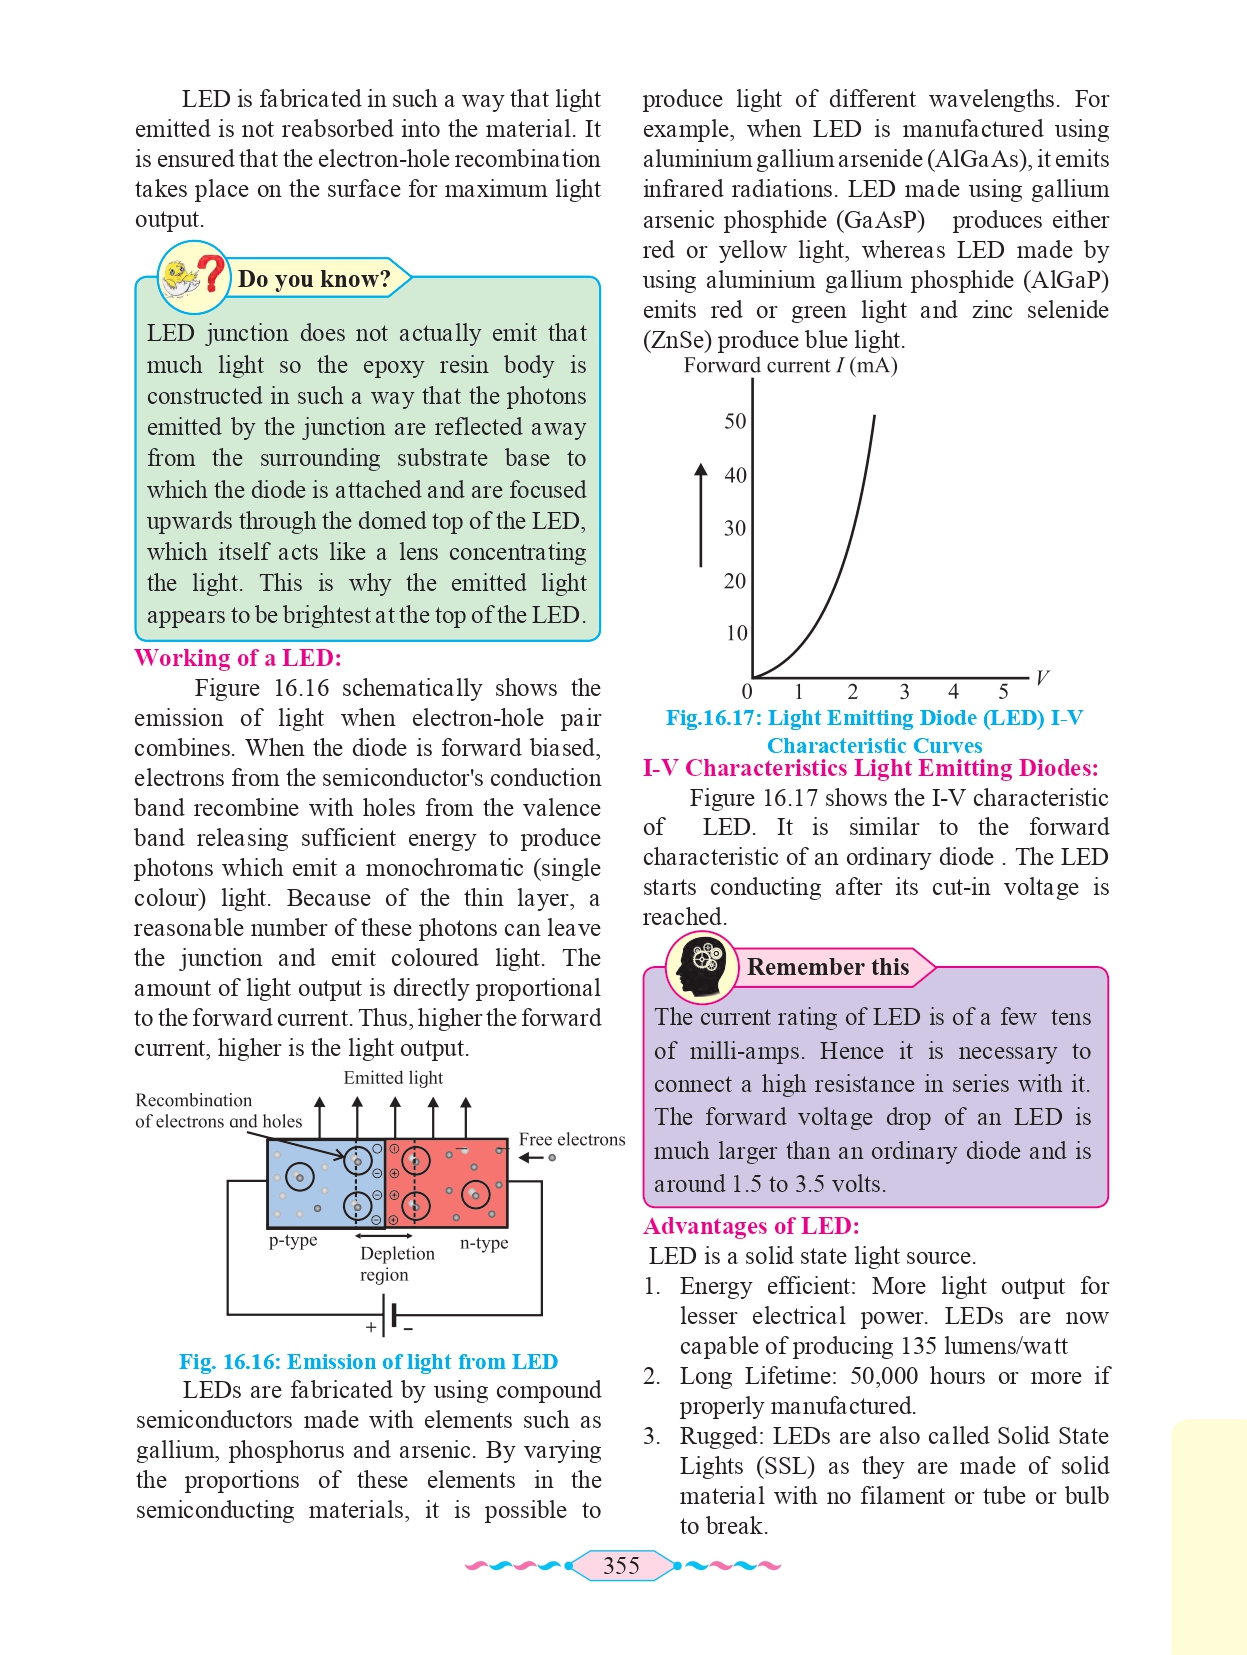 LED is fabricated in such a way that light
emitted is not reabsorbed into the material. It
is ensured that the electron-hole recombination
takes place on the surface for maximum light
output.
Do you know?
LED junction does not actually emit that
much light so the epoxy resin body is
constructed in such a way that the photons
emitted by the junction are reflected away
from the surrounding substrate base to
which the diode is attached and are focused
upwards through the domed top of the LED,
which itself acts like a lens concentrating
the light. This is why the emitted light
appears to be brightest at the top of the LED.
Working of a LED:
Figure 16.16 schematically shows the
emission of light when electron-hole pair
combines. When the diode is forward biased,
electrons from the semiconductor's conduction
band recombine with holes from the valence
band releasing sufficient energy to produce
photons which emit a monochromatic (single
colour) light. Because of the thin layer, a
reasonable number of these photons can leave
the junction and emit coloured light. The
amount of light output is directly proportional
to the forward current. Thus, higher the forward
current, higher is the light output.
Emitted light
Recombination
of electrons and holes
Free electrons
p-type
Depletion
region
n-type
+ −
Fig. 16.16: Emission of light from LED
LEDs are fabricated by using compound
semiconductors made with elements such as
gallium, phosphorus and arsenic. By varying
the proportions of these elements in the
semiconducting materials, it is possible to
produce light of different wavelengths. For
example, when LED is manufactured using
aluminium gallium arsenide (AlGaAs), it emits
infrared radiations. LED made using gallium
arsenic phosphide (GaAsP) produces either
red or yellow light, whereas LED made by
using aluminium gallium phosphide (AlGaP)
emits red or green light and zinc selenide
(ZnSe) produce blue light.
Forward current I (mA)
50
40
30
20
10
0 1 2 3 4 5 V
Fig.16.17: Light Emitting Diode (LED) I-V
Characteristic Curves
I-V Characteristics Light Emitting Diodes:
Figure 16.17 shows the I-V characteristic
of LED. It is similar to the forward
characteristic of an ordinary diode . The LED
starts conducting after its cut-in voltage is
reached.
Remember this
The current rating of LED is of a few tens
of milli-amps. Hence it is necessary to
connect a high resistance in series with it.
The forward voltage drop of an LED is
much larger than an ordinary diode and is
around 1.5 to 3.5 volts.
Advantages of LED:
LED is a solid state light source.
1. Energy efficient: More light output for
lesser electrical power. LEDs are now
capable of producing 135 lumens/watt
2. Long Lifetime: 50,000 hours or more if
properly manufactured.
3. Rugged: LEDs are also called Solid State
Lights (SSL) as they are made of solid
material with no filament or tube or bulb
to break.
355